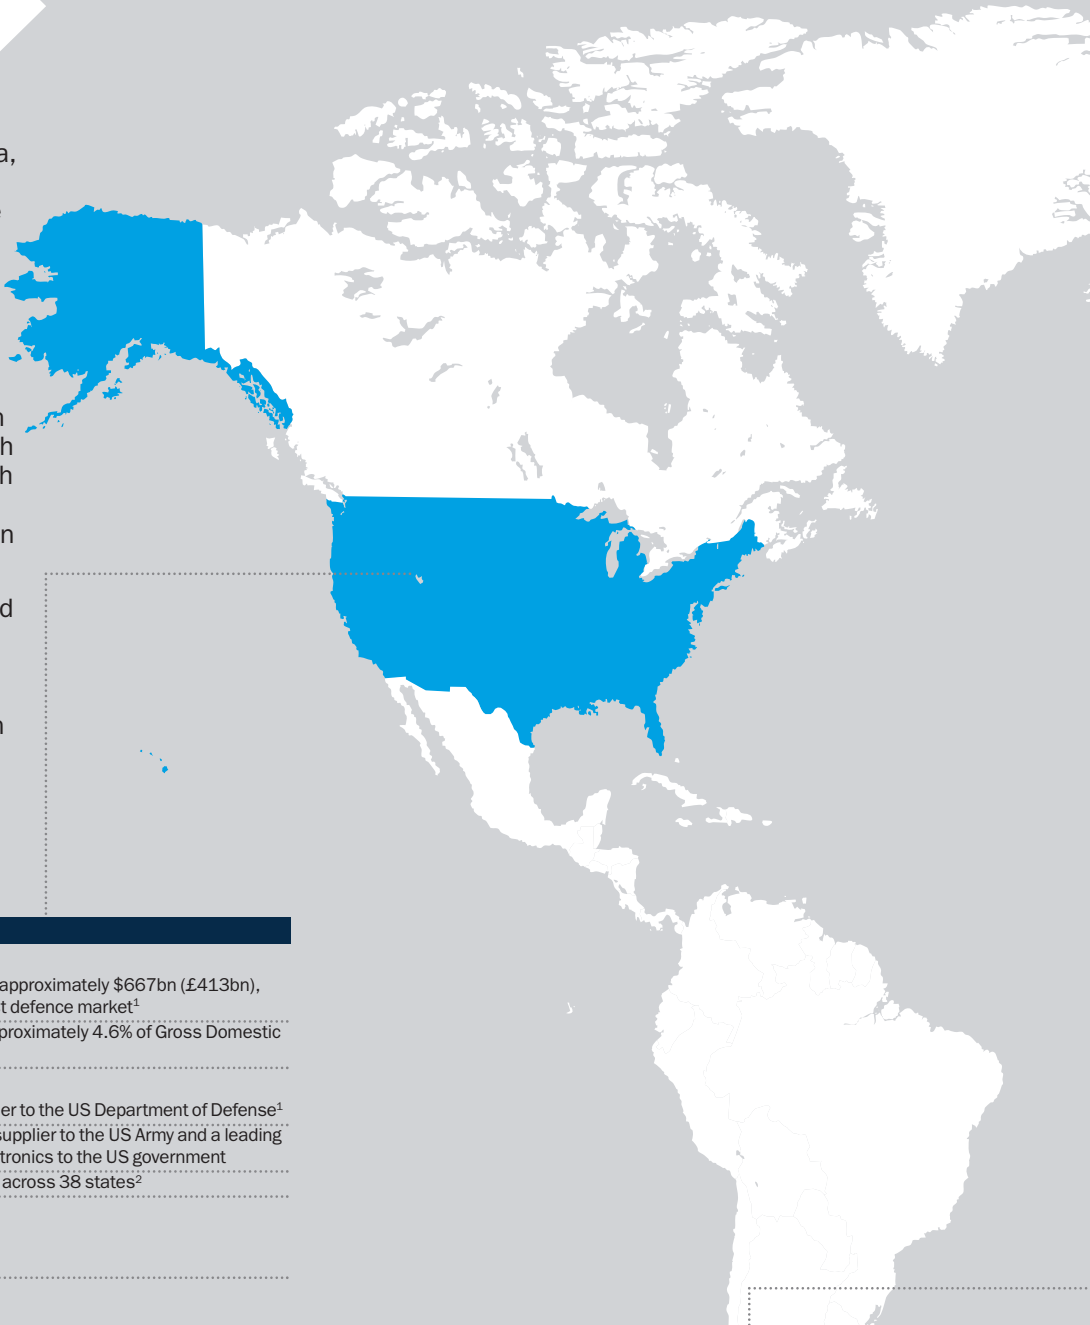 a,
h
h
n
d
approximately $667bn (£413bn),
t defence market¹
proximately 4.6% of Gross Domestic
er to the US Department of Defense¹
supplier to the US Army and a leading
tronics to the US government
across 38 states²